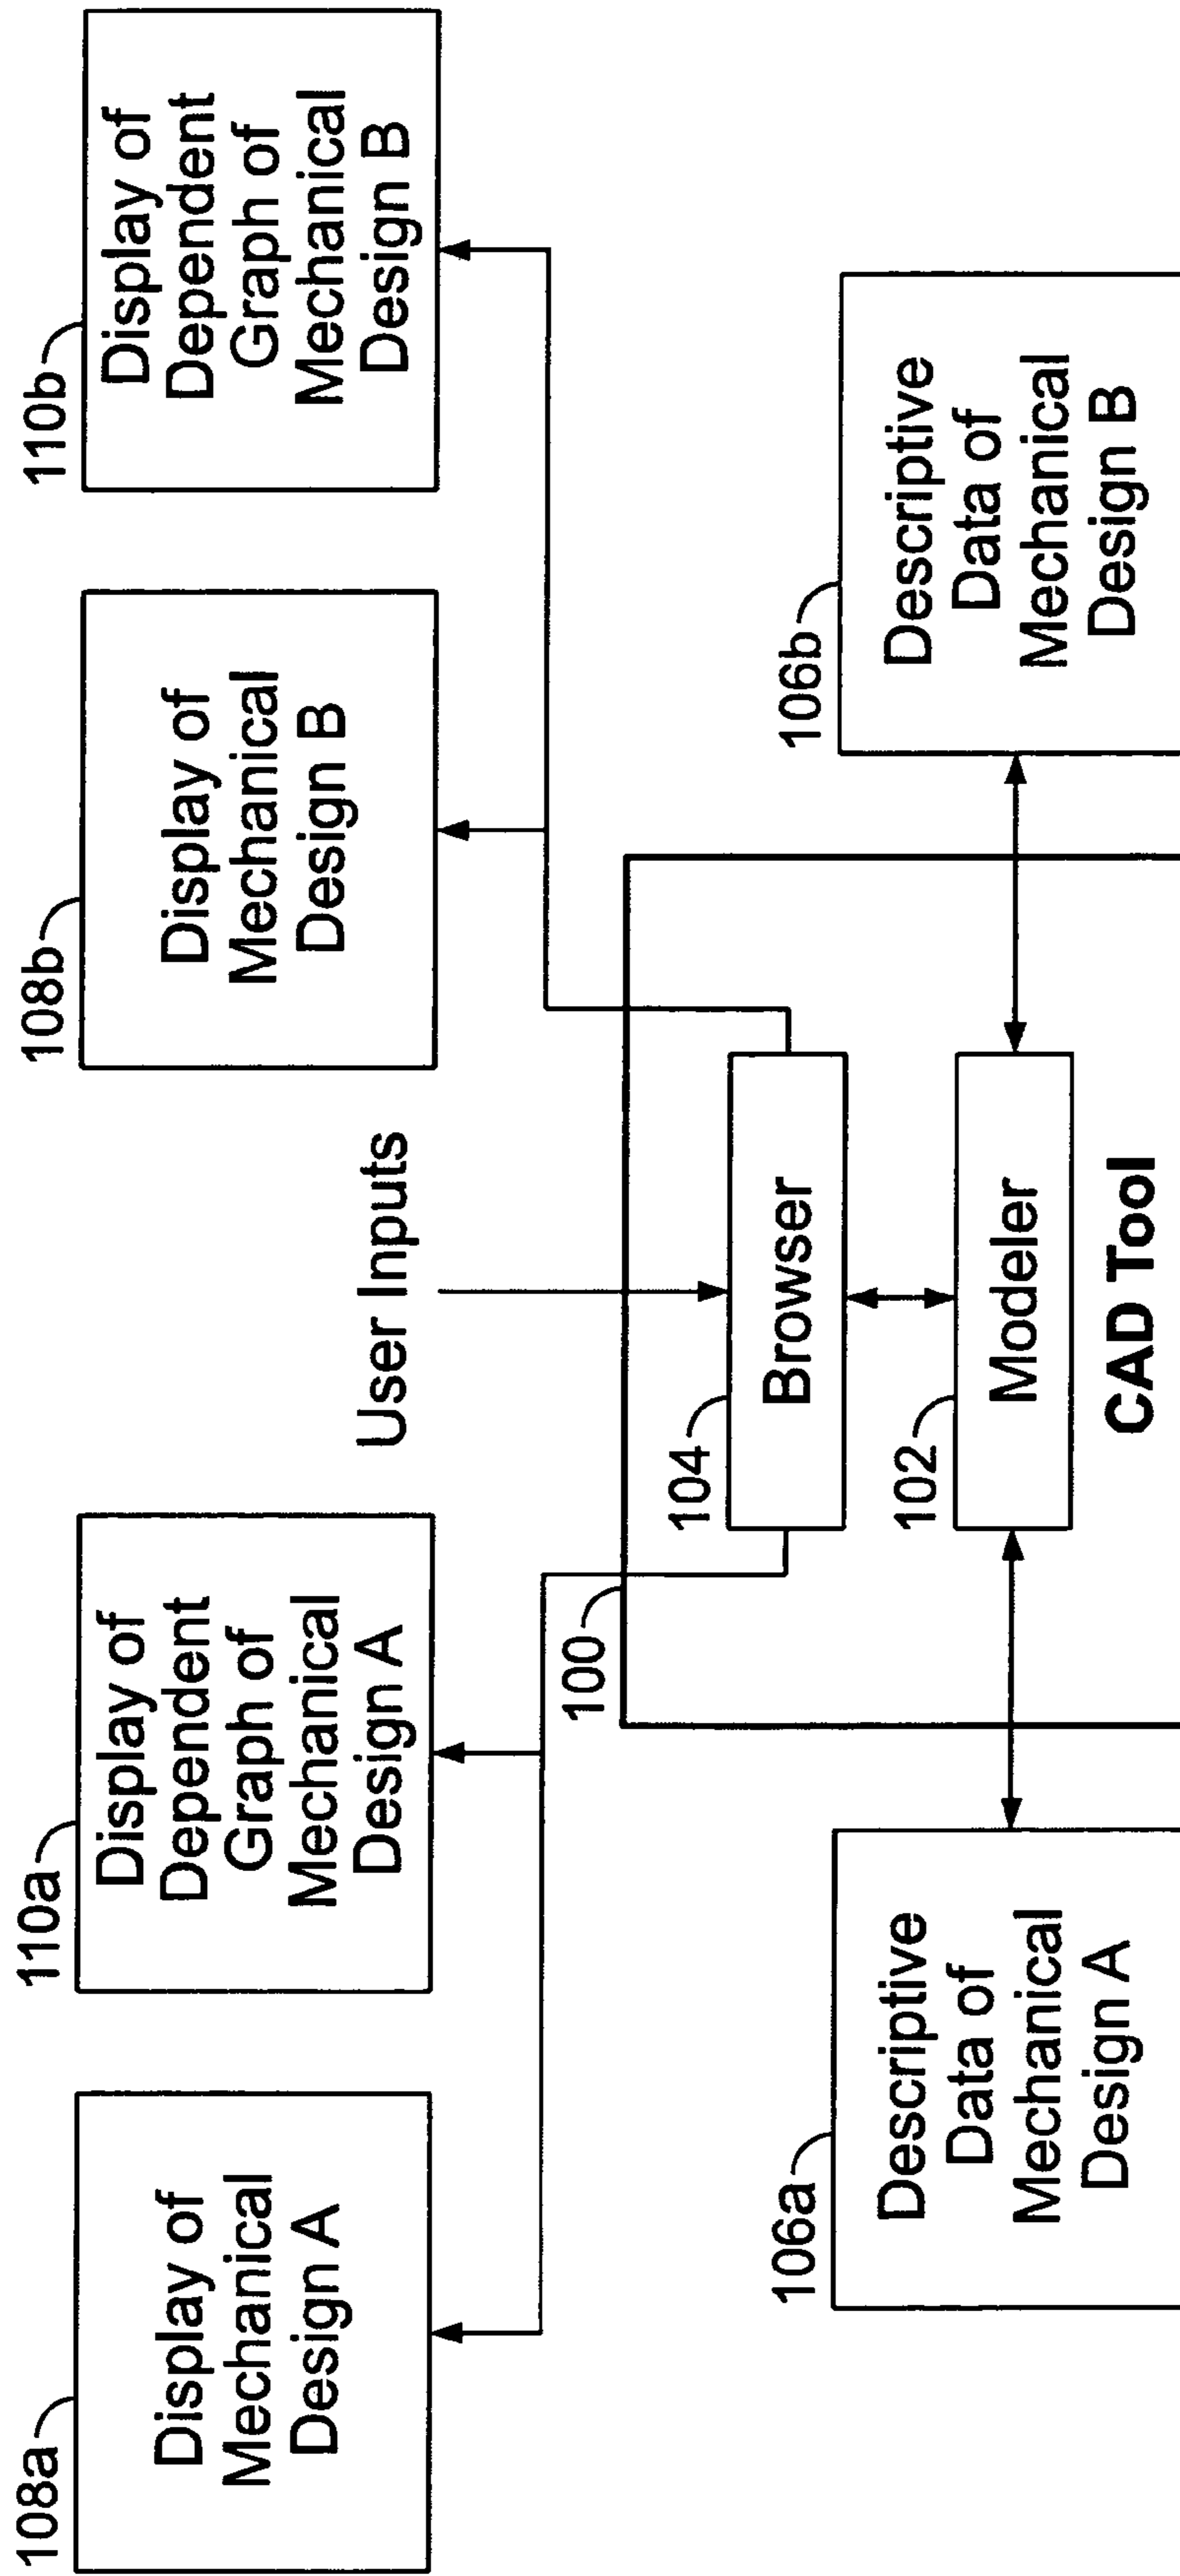 108a
Display of
Mechanical
Design A
110a
Display of
Dependent
Graph of
Mechanical
Design A
User Inputs
108b
Display of
Mechanical
Design B
110b
Display of
Dependent
Graph of
Mechanical
Design B
100
104
Browser
102
Modeler
CAD Tool
106a
Descriptive
Data of
Mechanical
Design A
106b
Descriptive
Data of
Mechanical
Design B